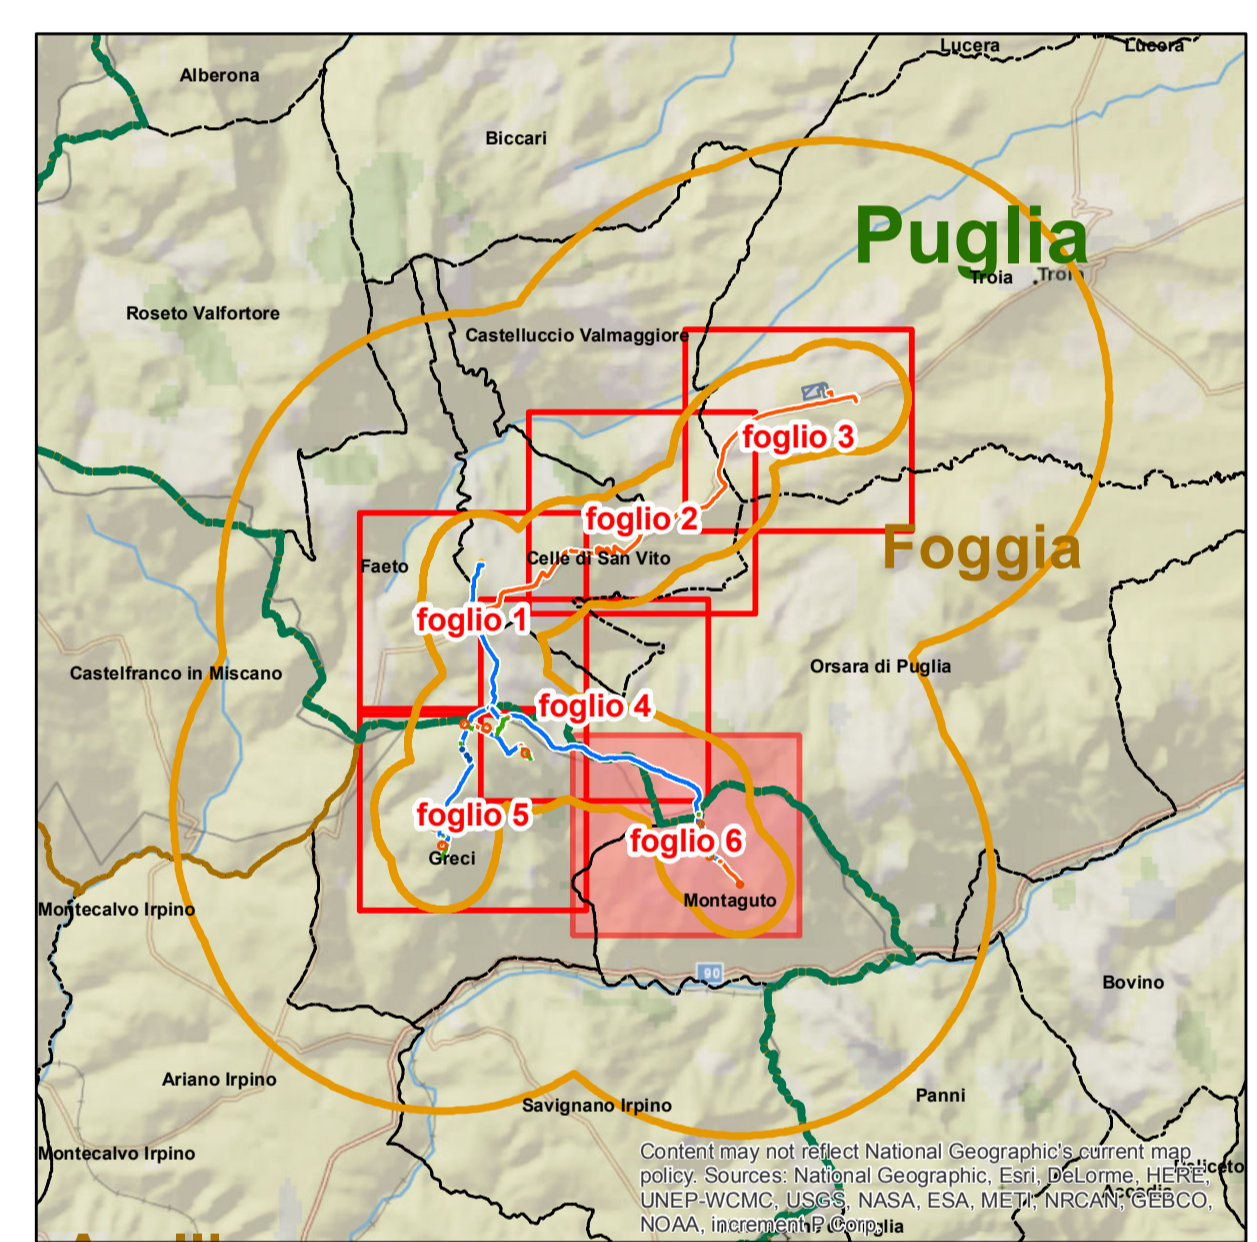 Lucera
Lucera
Alberona
Biccari
Puglia
Troia
Troia
Roseto Valfortore
Castelluccio Valmaggiore
foglio 3
foglio 2
Foggia
Celle di San Vito
Faeto
foglio 1
Orsara di Puglia
Castelfranco in Miscano
foglio 4
foglio 5
foglio 6
Greci
Montaguto
Montecalvo Irpino
90
Bovino
Ariano Irpino
Panni
Savignano Irpino
Montecalvo Irpino
Content may not reflect National Geographic's current map
policy. Sources: National Geographic, Esri, DeLorme, HERE,
UNEP-WCMC, USGS, NASA, ESA, METI, NRCAN, GEBCO,
NOAA, increment P Corp.